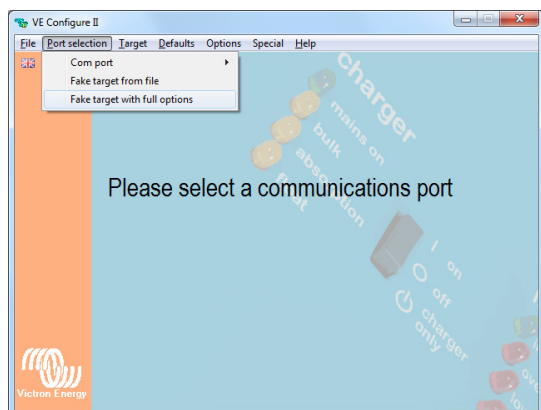 VE Configure II
File Port selection Target Defaults Options Special Help
Com port
Fake target from file
Fake target with full options
Please select a communications port
mains on
bulk
absorption
float
Charger
I on
O off
charger only
Victron Energy